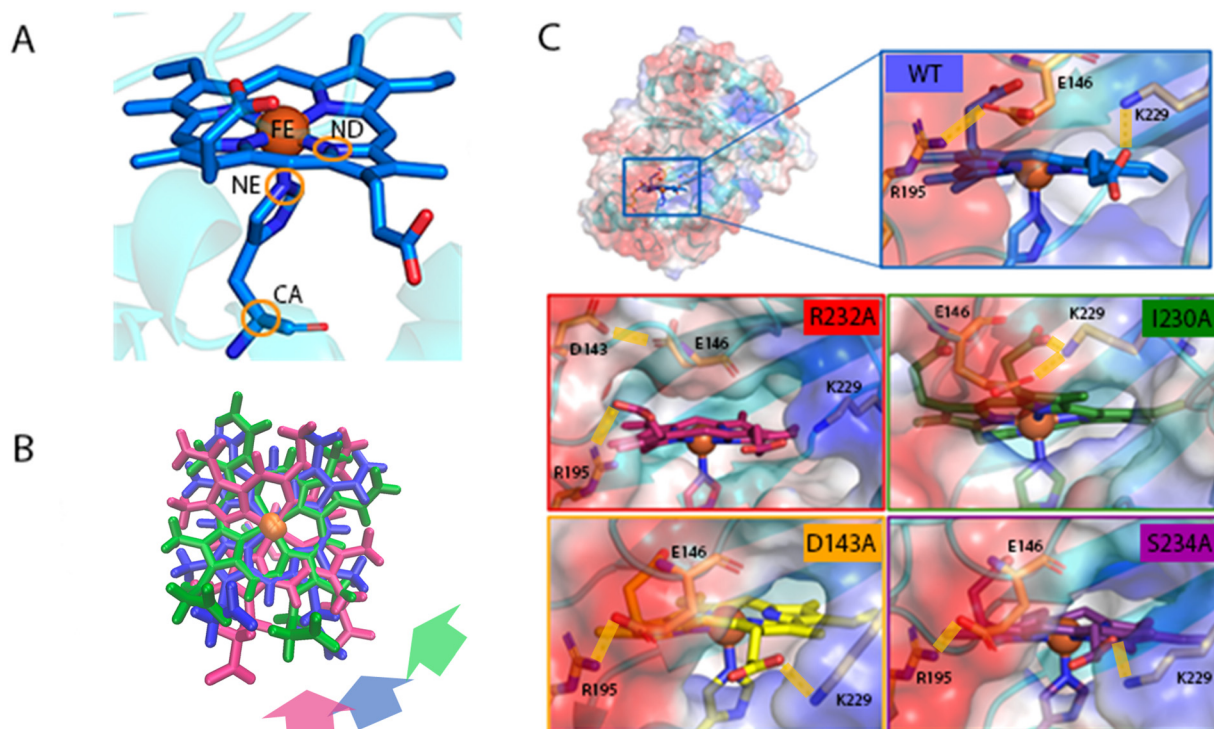 A
FE
ND
NE
CA
B
C
WT
E146
K229
R195
R232A
D143
E146
K229
R195
I230A
E146
K229
D143A
E146
R195
K229
S234A
E146
R195
K229